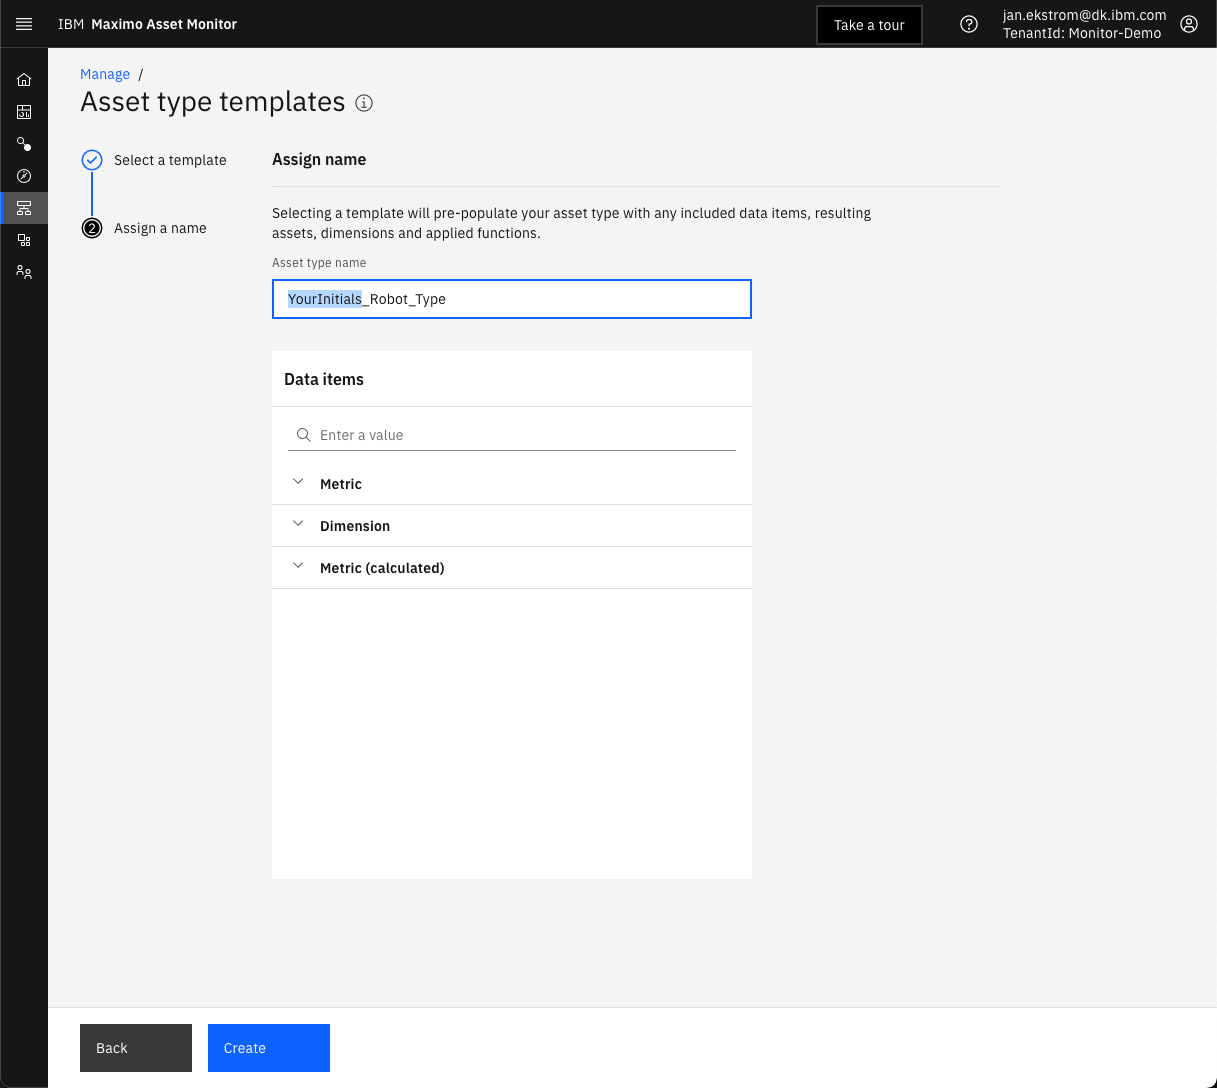 IBM Maximo Asset Monitor
Take a tour
jan.ekstrom@dk.ibm.com
TenantId: Monitor-Demo
Manage /
Asset type templates
Select a template
2 Assign a name
Assign name
Selecting a template will pre-populate your asset type with any included data items, resulting
assets, dimensions and applied functions.
Asset type name
YourInitials_Robot_Type
Data items
Enter a value
Metric
Dimension
Metric (calculated)
Back
Create